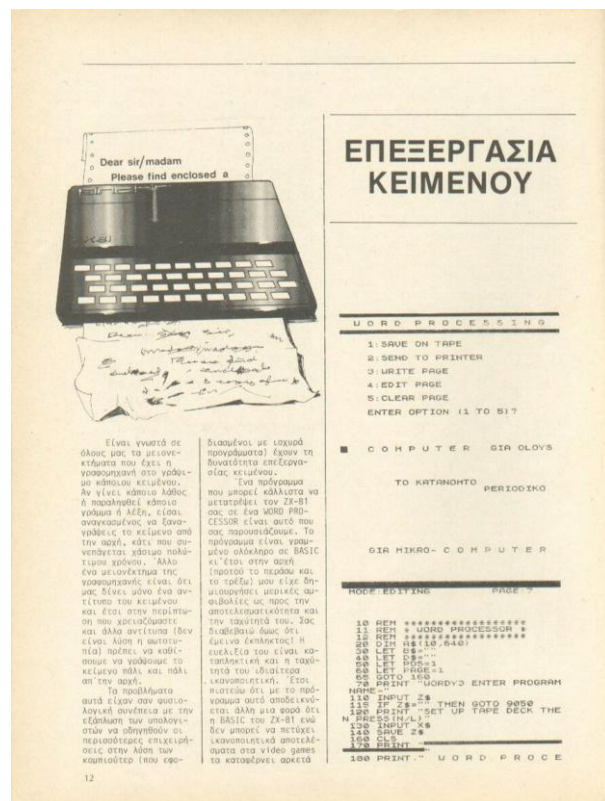 Dear sir/madam
Please find enclosed a
ΕΠΕΞΕΡΓΑΣΙΑ
ΚΕΙΜΕΝΟΥ
Είναι γνωστά σε
όλους μας τα μειονε-
κτήματα που έχει η
γραφομηχανή στο γράψι-
μο κάποιου κειμένου.
Αν γίνει κάποιο λάθος
ή παραληφθεί κάποιο
γράμμα ή λέξη, είσαι
αναγκασμένος να ξανα-
γράψεις το κείμενο από
την αρχή, κάτι που συ-
νεπάγεται χάσιμο πολύ-
τιμου χρόνου. Άλλο
ένα μειονέκτημα της
γραφομηχανής είναι ότι
μας δίνει μόνο ένα αν-
τίτυπο του κειμένου
και έτσι στην περίπτω-
ση που χρειαζόμαστε
και άλλα αντίτυπα (δεν
είναι λύση η φωτοτυ-
πία) πρέπει να καθί-
σουμε να γράψουμε το
κείμενο πάλι και πάλι
απ'την αρχή.
Τα προβλήματα
αυτά είχαν σαν φυσιο-
λογική συνέπεια με την
εξάπλωση των υπολογι-
στών να οδηγηθούν οι
περισσότερες επιχειρή-
σεις στην λύση των
κομπιούτερ (που εφο-
διασμένοι με ισχυρά
προγράμματα) έχουν τη
δυνατότητα επεξεργα-
σίας κειμένου.
Ένα πρόγραμμα
που μπορεί κάλλιστα να
μετατρέψει τον ZX-81
σας σε ένα WORD PRO-
CESSOR είναι αυτό που
σας παρουσιάζουμε. Το
πρόγραμμα είναι γραμ-
μένο ολόκληρο σε BASIC
κι'έτσι στην αρχή
(προτού το περάσω και
το τρέξω) μου είχε δη-
μιουργήσει μερικές αμ-
φιβολίες ως προς την
αποτελεσματικότητα και
την ταχύτητά του. Σας
διαβεβαιώ όμως ότι
έμεινα έκπληκτος! Η
ευελιξία του είναι κα-
ταπληκτική και η ταχύ-
τητά του ιδιαίτερα
ικανοποιητική. Έτσι
πιστεύω ότι με το πρό-
γραμμα αυτό αποδεικνύ-
εται άλλη μια φορά ότι
η BASIC του ZX-81 ενώ
δεν μπορεί να πετύχει
ικανοποιητικά αποτελέ-
σματα στα video games
τα καταφέρνει αρκετά
WORD PROCESSING
1:SAVE ON TAPE
2:SEND TO PRINTER
3:WRITE PAGE
4:EDIT PAGE
5:CLEAR PAGE
ENTER OPTION (1 TO 5)?
COMPUTER GIA OLOYS
TO KATANOHTO
PERIODIKO
GIA MIKRO-COMPUTER
MODE:EDITING PAGE:7
10 REM ******************
11 REM * WORD PROCESSOR *
12 REM ******************
20 DIM A$(10,640)
30 LET B$=""
40 LET D$=""
50 LET POS=1
60 LET PAGE=1
65 GOTO 160
70 PRINT "WORDY3 ENTER PROGRAM
NAME="
110 INPUT Z$
115 IF Z$="" THEN GOTO 9050
120 PRINT "SET UP TAPE DECK THE
N PRESS(N/L)"
130 INPUT X$
140 SAVE Z$
160 CLS
170 PRINT "
180 PRINT." WORD PROCE
12